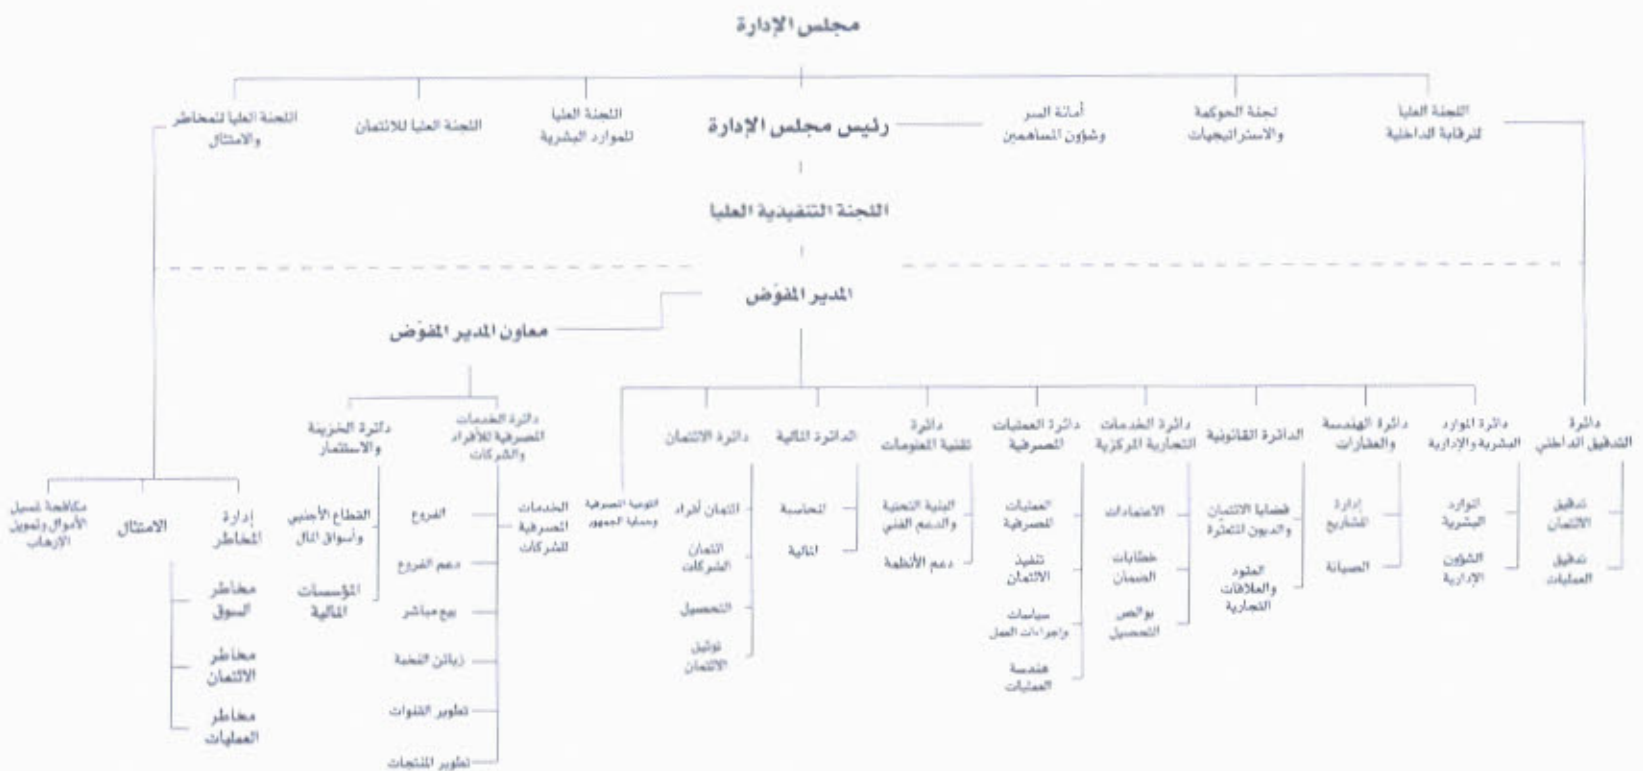 مجلس الإدارة
اللجنة العليا
للرقابة الداخلية
لجنة الحوكمة
والاستراتيجيات
أمانة السر
وشؤون المساهمين
رئيس مجلس الإدارة
اللجنة العليا
للموارد البشرية
اللجنة العليا للائتمان
اللجنة العليا للمخاطر
والامتثال
اللجنة التنفيذية العليا
المدير المفوّض
معاون المدير المفوّض
دائرة
التدقيق الداخلي
تدقيق
الائتمان
تدقيق
العمليات
دائرة الموارد
البشرية والإدارية
الموارد
البشرية
الشؤون
الإدارية
دائرة الهندسة
والعقارات
إدارة
المشاريع
الصيانة
الدائرة القانونية
قضايا الائتمان
والديون المتعثرة
العقود
والعلاقات
التجارية
دائرة الخدمات
التجارية المركزية
الاعتمادات
خطابات
الضمان
بوالص
التحصيل
دائرة العمليات
المصرفية
العمليات
المصرفية
تنفيذ
الائتمان
سياسات
وإجراءات العمل
هندسة
العمليات
دائرة
تقنية المعلومات
البنية التحتية
والدعم الفني
دعم الأنظمة
الدائرة المالية
المحاسبة
المالية
دائرة الائتمان
ائتمان أفراد
ائتمان
الشركات
التحصيل
توثيق
الائتمان
التوعية المصرفية
وحماية الجمهور
دائرة الخدمات
المصرفية للأفراد
والشركات
الخدمات
المصرفية
للشركات
الفروع
دعم الفروع
بيع مباشر
زبائن القمة
تطوير القنوات
تطوير المنتجات
دائرة الخزينة
والاستثمار
القطاع الأجنبي
وأسواق المال
المؤسسات
المالية
إدارة
المخاطر
مخاطر
السوق
مخاطر
الائتمان
مخاطر
العمليات
الامتثال
مكافحة غسيل
الأموال وتمويل
الإرهاب